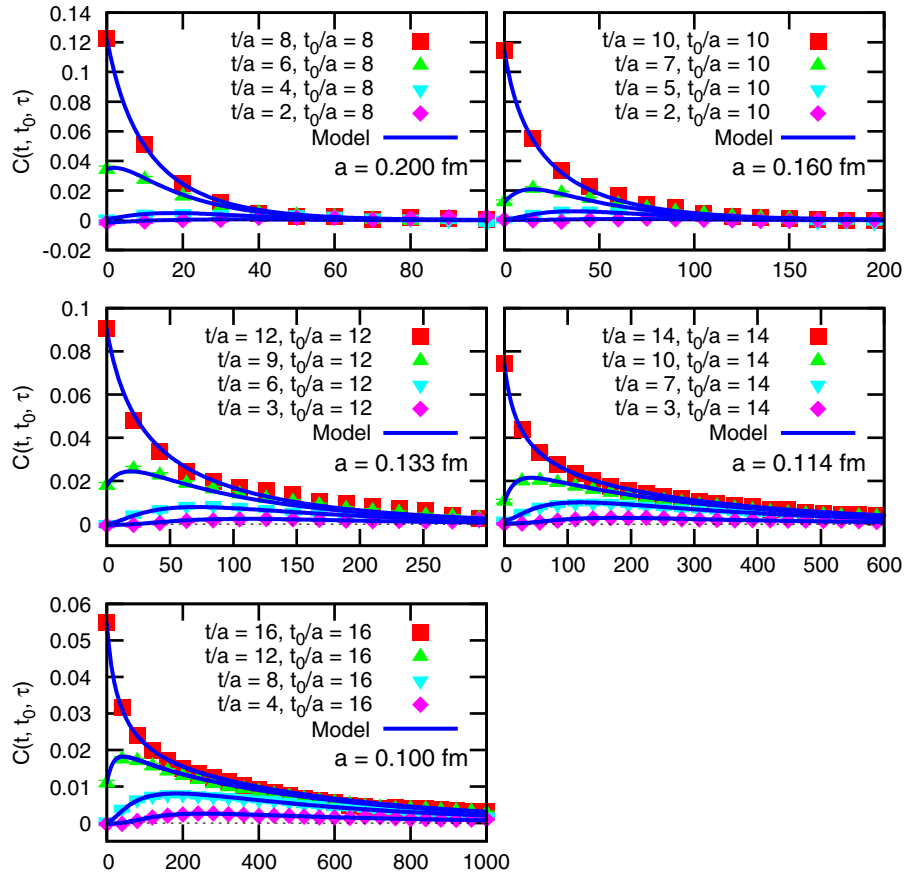 0.14
0.12
0.1
0.08
0.06
0.04
0.02
0
-0.02
C(t, t0, τ)
t/a = 8, t0/a = 8
t/a = 6, t0/a = 8
t/a = 4, t0/a = 8
t/a = 2, t0/a = 8
Model
a = 0.200 fm
0 20 40 60 80
t/a = 10, t0/a = 10
t/a = 7, t0/a = 10
t/a = 5, t0/a = 10
t/a = 2, t0/a = 10
Model
a = 0.160 fm
0 50 100 150 200
0.1
0.08
0.06
0.04
0.02
0
C(t, t0, τ)
t/a = 12, t0/a = 12
t/a = 9, t0/a = 12
t/a = 6, t0/a = 12
t/a = 3, t0/a = 12
Model
a = 0.133 fm
0 50 100 150 200 250
t/a = 14, t0/a = 14
t/a = 10, t0/a = 14
t/a = 7, t0/a = 14
t/a = 3, t0/a = 14
Model
a = 0.114 fm
0 100 200 300 400 500 600
0.06
0.05
0.04
0.03
0.02
0.01
0
C(t, t0, τ)
t/a = 16, t0/a = 16
t/a = 12, t0/a = 16
t/a = 8, t0/a = 16
t/a = 4, t0/a = 16
Model
a = 0.100 fm
0 200 400 600 800 1000